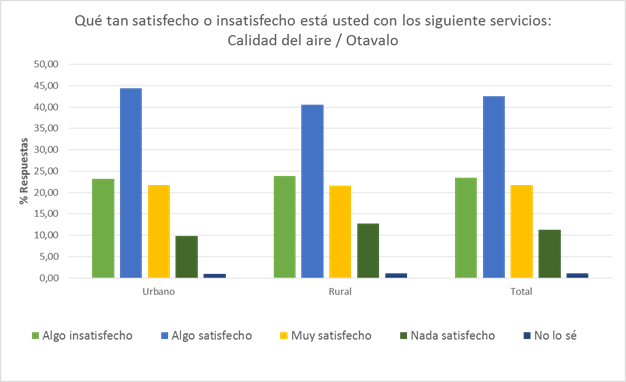 Qué tan satisfecho o insatisfecho está usted con los siguiente servicios:
Calidad del aire / Otavalo
50,00
45,00
40,00
35,00
30,00
25,00
20,00
15,00
10,00
5,00
0,00
% Respuestas
Urbano
Rural
Total
Algo insatisfecho
Algo satisfecho
Muy satisfecho
Nada satisfecho
No lo sé